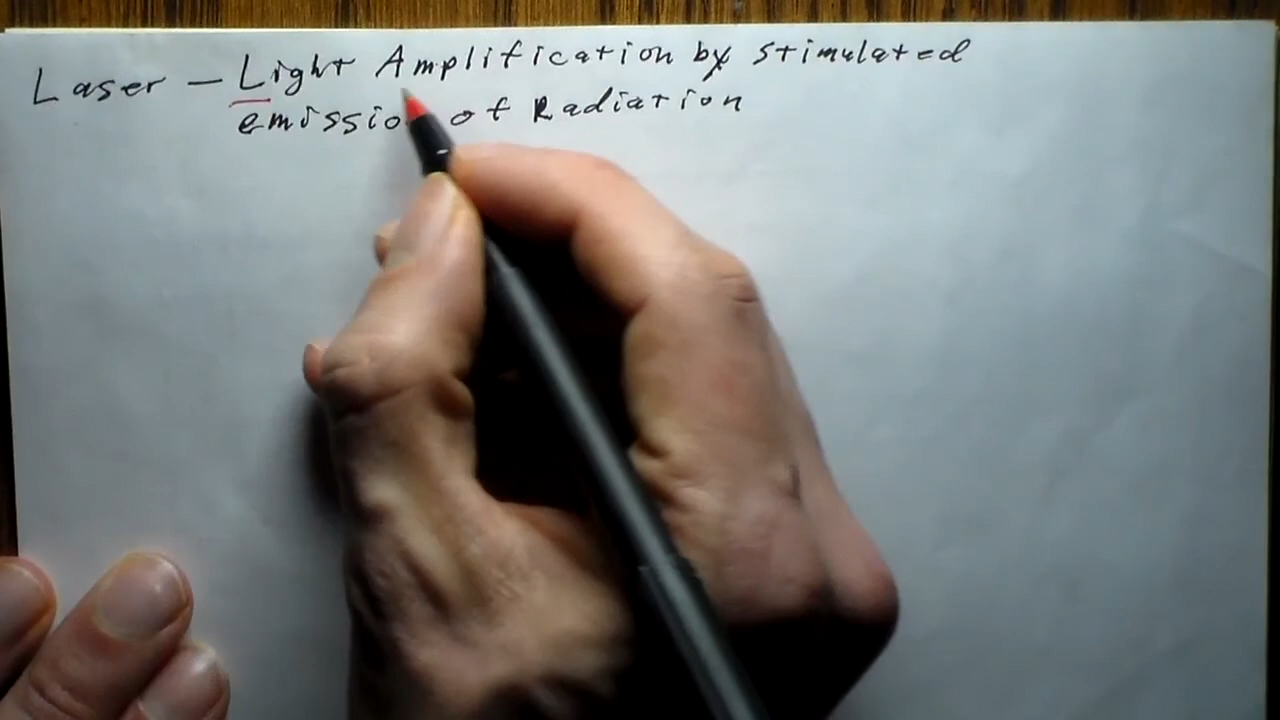 Laser – Light Amplification by stimulated
emission of Radiation